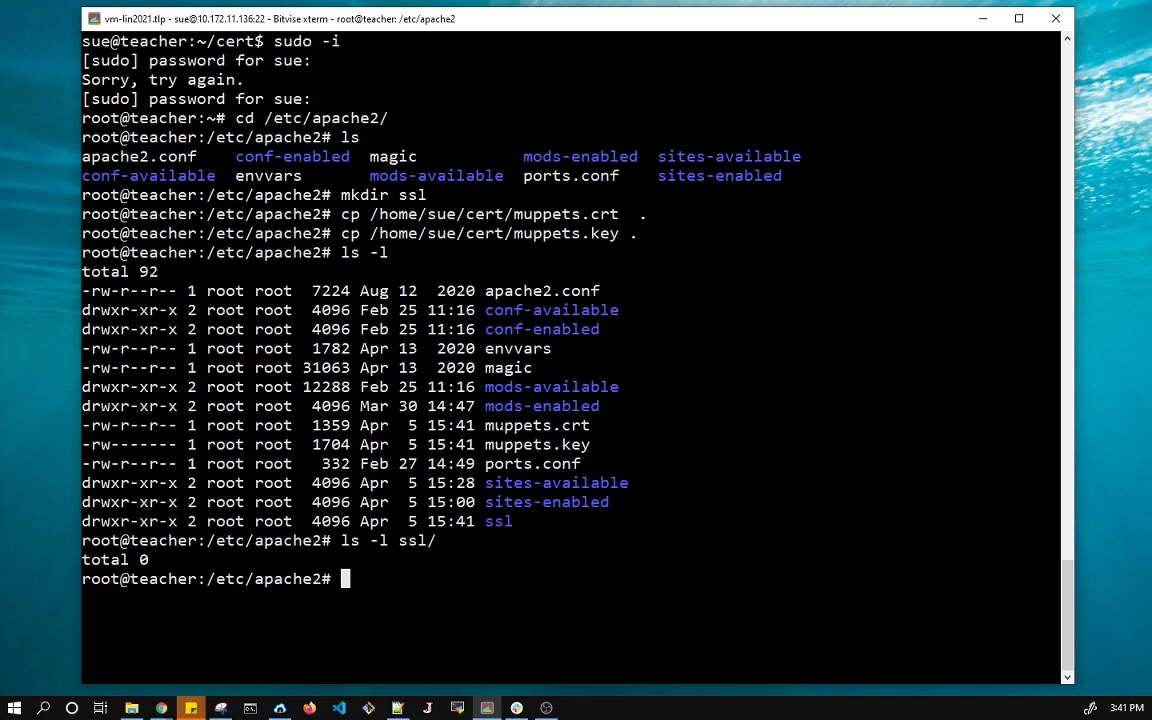 vm-lin2021.tlp - sue@10.172.11.136:22 - Bitvise xterm - root@teacher: /etc/apache2
sue@teacher:~/cert$ sudo -i
[sudo] password for sue:
Sorry, try again.
[sudo] password for sue:
root@teacher:~# cd /etc/apache2/
root@teacher:/etc/apache2# ls
apache2.conf    conf-enabled  magic           mods-enabled  sites-available
conf-available  envvars       mods-available  ports.conf    sites-enabled
root@teacher:/etc/apache2# mkdir ssl
root@teacher:/etc/apache2# cp /home/sue/cert/muppets.crt  .
root@teacher:/etc/apache2# cp /home/sue/cert/muppets.key .
root@teacher:/etc/apache2# ls -l
total 92
-rw-r--r-- 1 root root  7224 Aug 12  2020 apache2.conf
drwxr-xr-x 2 root root  4096 Feb 25 11:16 conf-available
drwxr-xr-x 2 root root  4096 Feb 25 11:16 conf-enabled
-rw-r--r-- 1 root root  1782 Apr 13  2020 envvars
-rw-r--r-- 1 root root 31063 Apr 13  2020 magic
drwxr-xr-x 2 root root 12288 Feb 25 11:16 mods-available
drwxr-xr-x 2 root root  4096 Mar 30 14:47 mods-enabled
-rw-r--r-- 1 root root  1359 Apr  5 15:41 muppets.crt
-rw------- 1 root root  1704 Apr  5 15:41 muppets.key
-rw-r--r-- 1 root root   332 Feb 27 14:49 ports.conf
drwxr-xr-x 2 root root  4096 Apr  5 15:28 sites-available
drwxr-xr-x 2 root root  4096 Apr  5 15:00 sites-enabled
drwxr-xr-x 2 root root  4096 Apr  5 15:41 ssl
root@teacher:/etc/apache2# ls -l ssl/
total 0
root@teacher:/etc/apache2#
3:41 PM